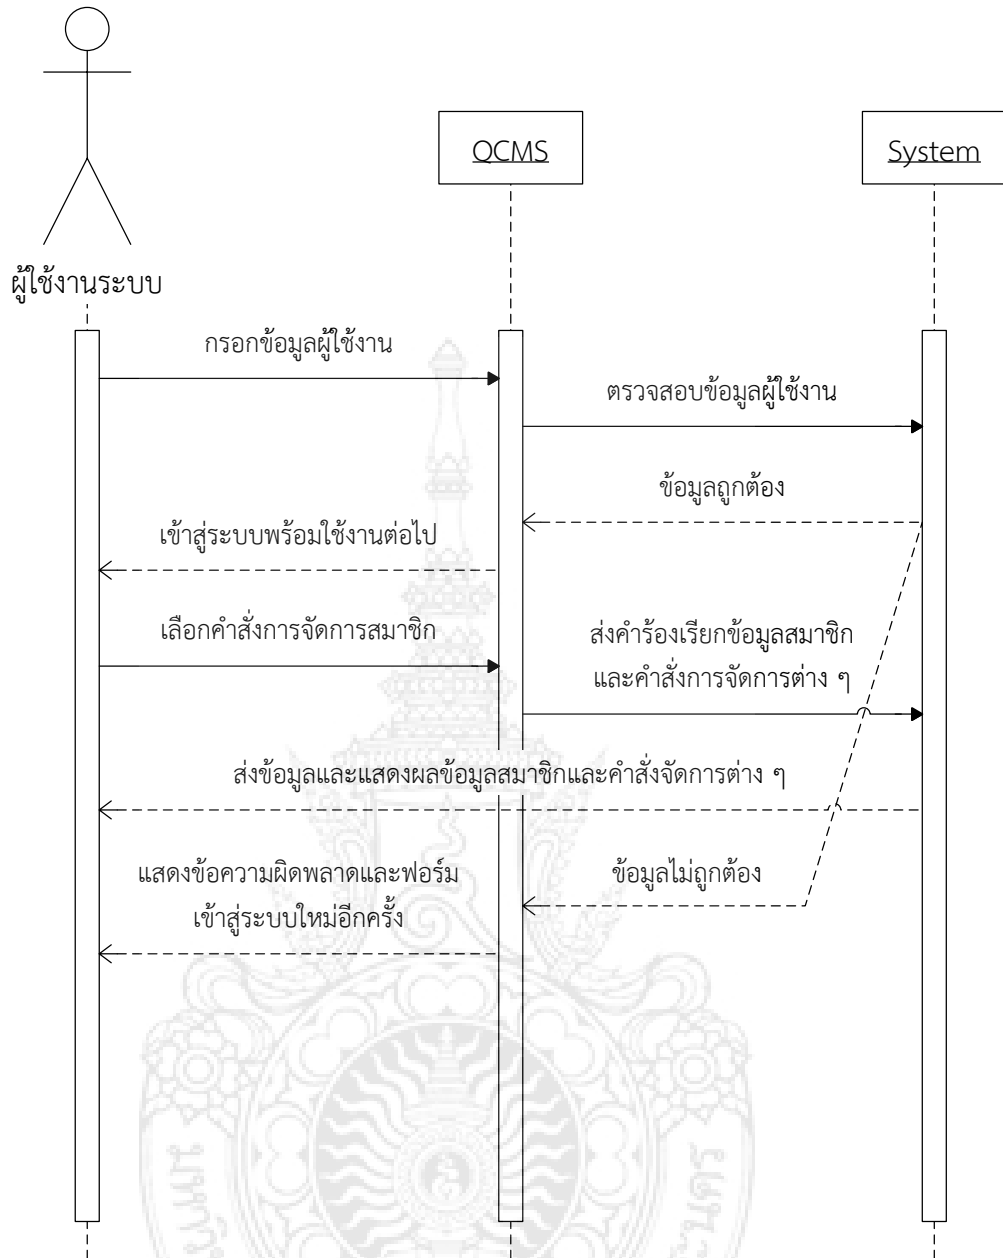 QCMS
System
ผู้ใช้งานระบบ
กรอกข้อมูลผู้ใช้งาน
ตรวจสอบข้อมูลผู้ใช้งาน
ข้อมูลถูกต้อง
เข้าสู่ระบบพร้อมใช้งานต่อไป
เลือกคำสั่งการจัดการสมาชิก
ส่งคำร้องเรียกข้อมูลสมาชิก
และคำสั่งการจัดการต่าง ๆ
ส่งข้อมูลและแสดงผลข้อมูลสมาชิกและคำสั่งจัดการต่าง ๆ
ข้อมูลไม่ถูกต้อง
แสดงข้อความผิดพลาดและฟอร์ม
เข้าสู่ระบบใหม่อีกครั้ง